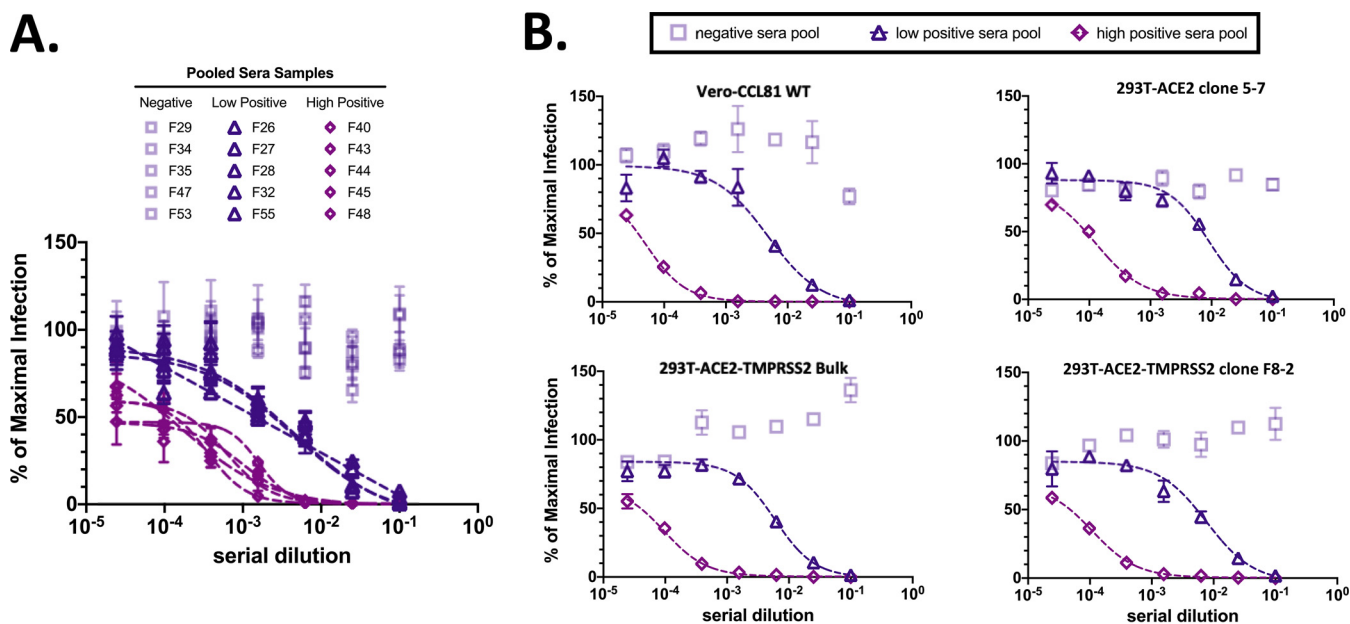 A.
Pooled Sera Samples
Negative Low Positive High Positive
F29 F26 F40
F34 F27 F43
F35 F28 F44
F47 F32 F45
F53 F55 F48
% of Maximal Infection
150
100
50
0
10-5 10-4 10-3 10-2 10-1 100
serial dilution
B.
negative sera pool low positive sera pool high positive sera pool
Vero-CCL81 WT
% of Maximal Infection
150
100
50
0
10-5 10-4 10-3 10-2 10-1 100
293T-ACE2 clone 5-7
150
100
50
0
10-5 10-4 10-3 10-2 10-1 100
293T-ACE2-TMPRSS2 Bulk
% of Maximal Infection
150
100
50
0
10-5 10-4 10-3 10-2 10-1 100
serial dilution
293T-ACE2-TMPRSS2 clone F8-2
150
100
50
0
10-5 10-4 10-3 10-2 10-1 100
serial dilution